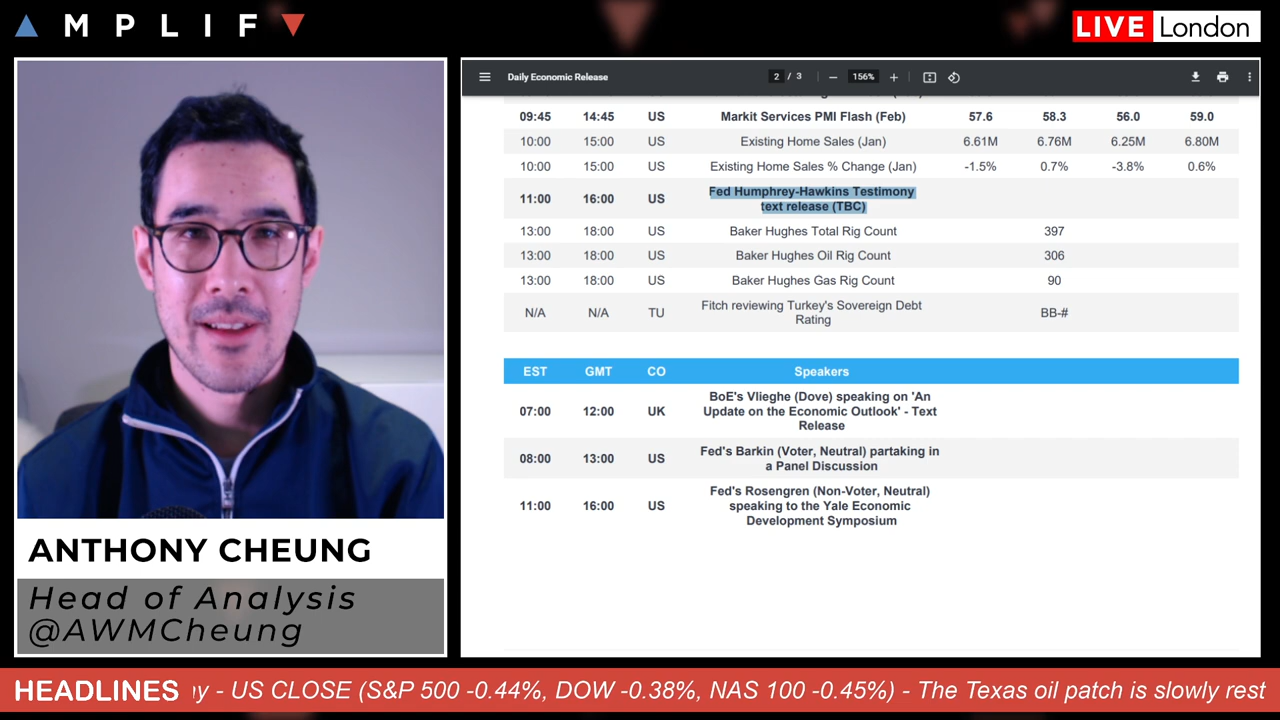 MPLIF
LIVE London
Daily Economic Release
2 / 3
156%
09:45 14:45 US Markit Services PMI Flash (Feb) 57.6 58.3 56.0 59.0
10:00 15:00 US Existing Home Sales (Jan) 6.61M 6.76M 6.25M 6.80M
10:00 15:00 US Existing Home Sales % Change (Jan) -1.5% 0.7% -3.8% 0.6%
11:00 16:00 US Fed Humphrey-Hawkins Testimony
text release (TBC)
13:00 18:00 US Baker Hughes Total Rig Count 397
13:00 18:00 US Baker Hughes Oil Rig Count 306
13:00 18:00 US Baker Hughes Gas Rig Count 90
N/A N/A TU Fitch reviewing Turkey's Sovereign Debt
Rating BB-#
EST GMT CO Speakers
07:00 12:00 UK BoE's Vlieghe (Dove) speaking on 'An
Update on the Economic Outlook' - Text
Release
08:00 13:00 US Fed's Barkin (Voter, Neutral) partaking in
a Panel Discussion
11:00 16:00 US Fed's Rosengren (Non-Voter, Neutral)
speaking to the Yale Economic
Development Symposium
ANTHONY CHEUNG
Head of Analysis
@AWMCheung
HEADLINES y - US CLOSE (S&P 500 -0.44%, DOW -0.38%, NAS 100 -0.45%) - The Texas oil patch is slowly rest